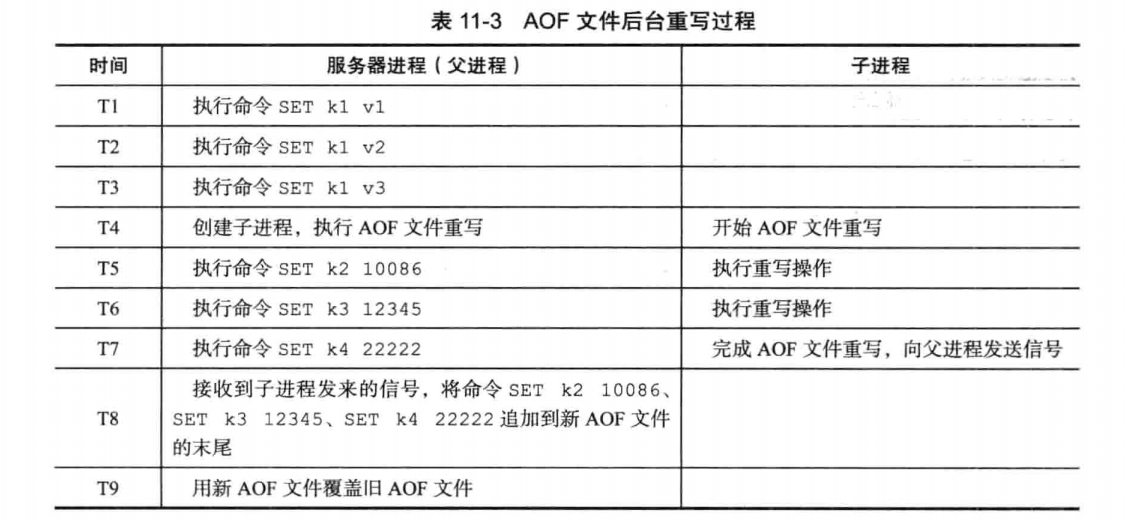 表 11-3 AOF 文件后台重写过程
时间 服务器进程（父进程） 子进程
T1 执行命令 SET k1 v1
T2 执行命令 SET k1 v2
T3 执行命令 SET k1 v3
T4 创建子进程，执行 AOF 文件重写 开始 AOF 文件重写
T5 执行命令 SET k2 10086 执行重写操作
T6 执行命令 SET k3 12345 执行重写操作
T7 执行命令 SET k4 22222 完成 AOF 文件重写，向父进程发送信号
接收到子进程发来的信号，将命令 SET k2 10086、
T8 SET k3 12345、SET k4 22222 追加到新 AOF 文件
的末尾
T9 用新 AOF 文件覆盖旧 AOF 文件